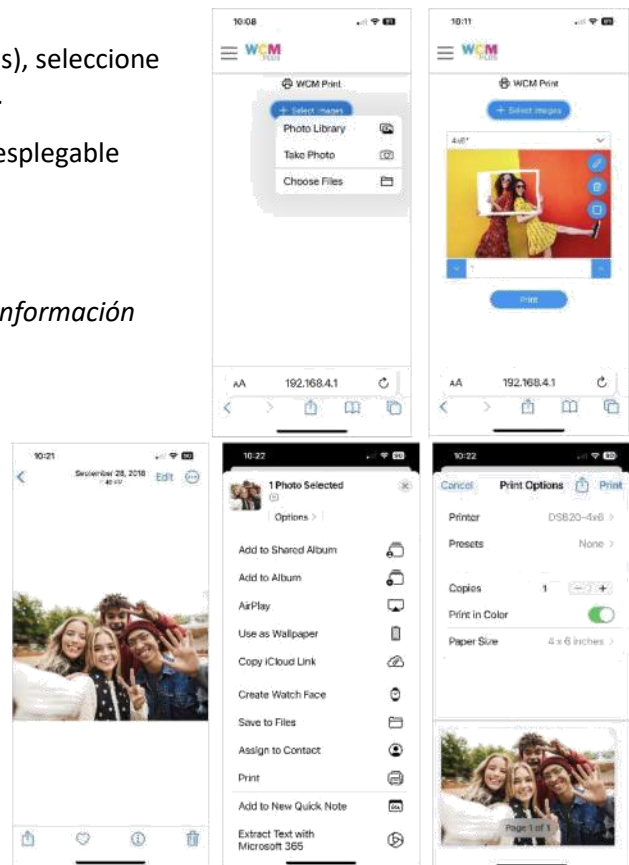 s), seleccione
.
esplegable
nformación
10:08
WCM
PLUS
WCM Print
+ Select images
Photo Library
Take Photo
Choose Files
AA 192.168.4.1
10:11
WCM
PLUS
WCM Print
+ Select images
4x6"
1
Print
AA 192.168.4.1
10:21
September 28, 2018
Edit
10:22
1 Photo Selected
Options >
Add to Shared Album
Add to Album
AirPlay
Use as Wallpaper
Copy iCloud Link
Create Watch Face
Save to Files
Assign to Contact
Print
Add to New Quick Note
Extract Text with
Microsoft 365
10:22
Cancel Print Options Print
Printer DS820-4x6 >
Presets None >
Copies 1 - +
Print in Color
Paper Size 4 x 6 Inches >
Page 1 of 1